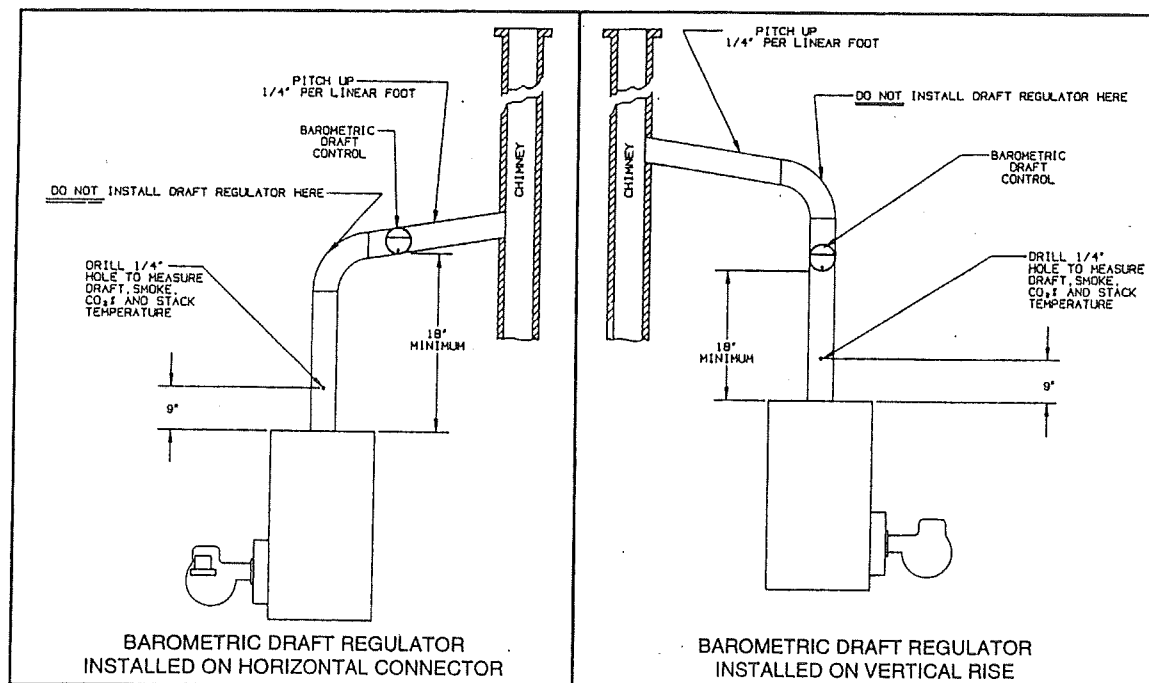 PITCH UP
1/4" PER LINEAR FOOT
BAROMETRIC
DRAFT
CONTROL
DO NOT INSTALL DRAFT REGULATOR HERE
DRILL 1/4"
HOLE TO MEASURE
DRAFT, SMOKE,
CO₂% AND STACK
TEMPERATURE
CHIMNEY
18"
MINIMUM
9"
BAROMETRIC DRAFT REGULATOR
INSTALLED ON HORIZONTAL CONNECTOR
PITCH UP
1/4" PER LINEAR FOOT
DO NOT INSTALL DRAFT REGULATOR HERE
CHIMNEY
BAROMETRIC
DRAFT
CONTROL
DRILL 1/4"
HOLE TO MEASURE
DRAFT, SMOKE,
CO₂% AND STACK
TEMPERATURE
18"
MINIMUM
9"
BAROMETRIC DRAFT REGULATOR
INSTALLED ON VERTICAL RISE